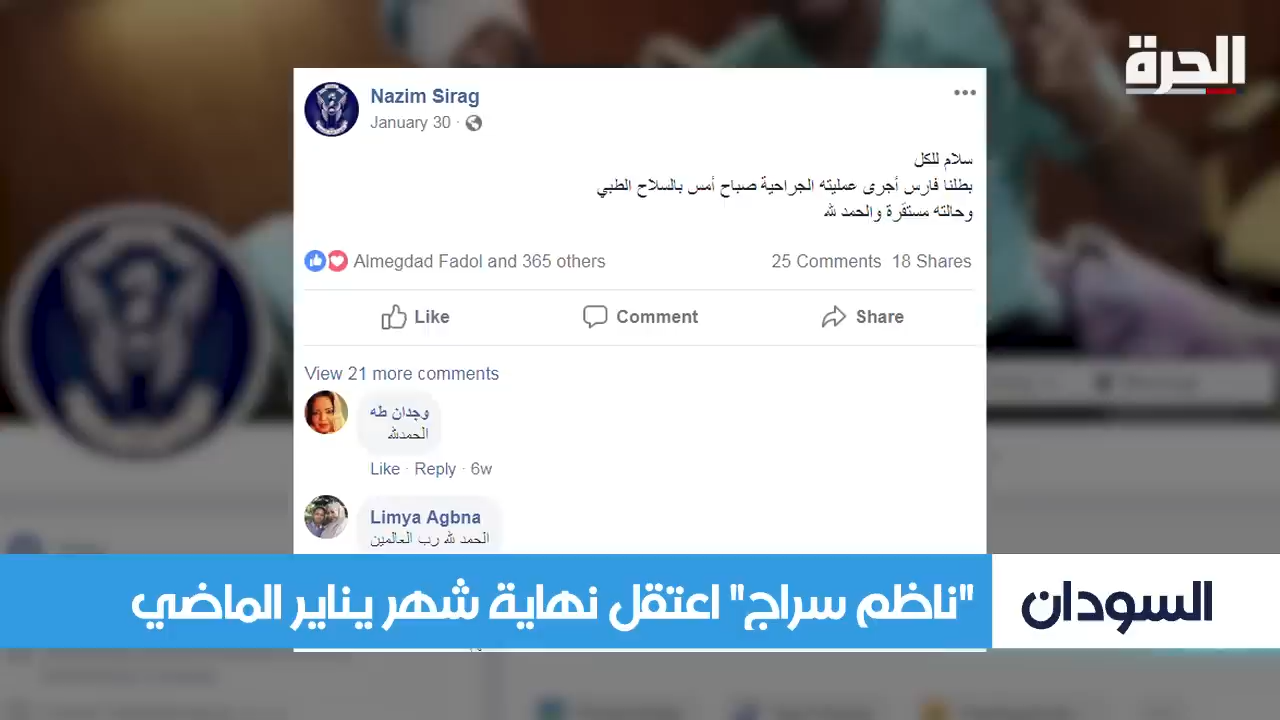 الحرة
Nazim Sirag
January 30 ·
سلام للكل
بطلنا فارس أجرى عمليته الجراحية صباح أمس بالسلاح الطبي
وحالته مستقرة والحمد لله
Almegdad Fadol and 365 others 25 Comments 18 Shares
Like Comment Share
View 21 more comments
وجدان طه
الحمدلله
Like · Reply · 6w
Limya Agbna
الحمد لله رب العالمين
السودان
"ناظم سراج" اعتقل نهاية شهر يناير الماضي